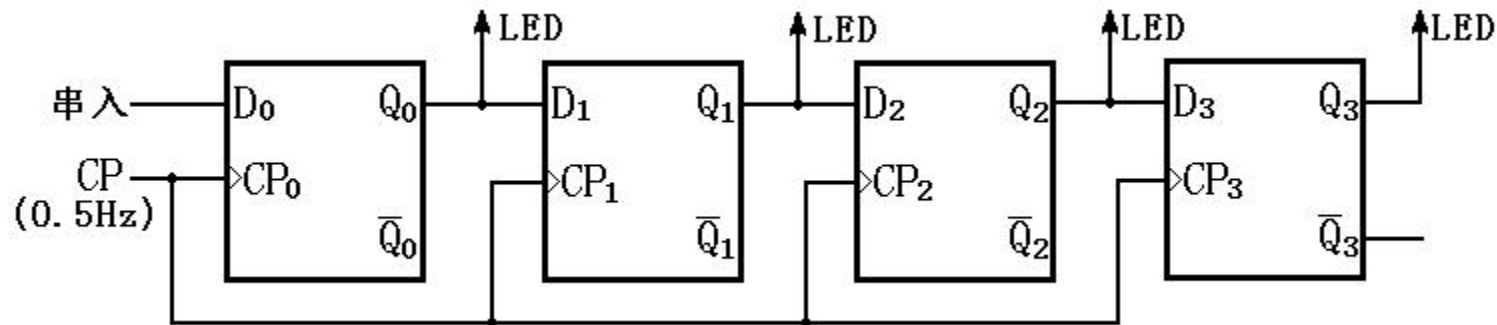 LED LED LED LED
串入 D₀ Q₀ D₁ Q₁ D₂ Q₂ D₃ Q₃
CP CP₀ CP₁ CP₂ CP₃
(0.5Hz)
Q̅₀ Q̅₁ Q̅₂ Q̅₃